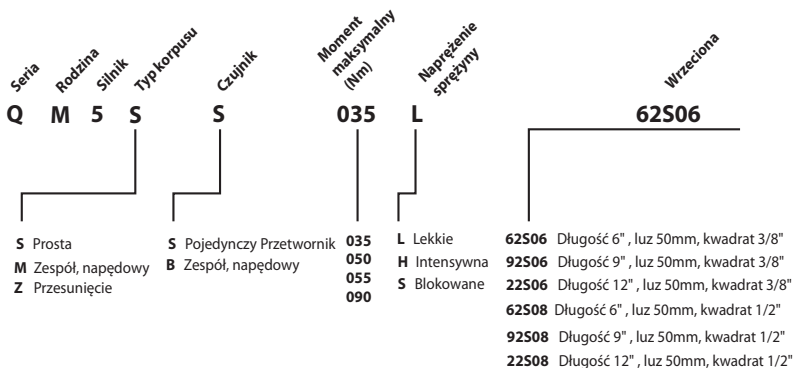 Seria
Rodzina
Silnik
Typ korpusu
Czujnik
Moment
maksymalny
(Nm)
Naprężenie
sprężyny
Wrzeciona
Q M 5 S S 035 L 62S06
S Prosta
M Zespół, napędowy
Z Przesunięcie
S Pojedynczy Przetwornik
B Zespół, napędowy
035
050
055
090
L Lekkie
H Intensywna
S Blokowane
62S06 Długość 6" , luz 50mm, kwadrat 3/8"
92S06 Długość 9" , luz 50mm, kwadrat 3/8"
22S06 Długość 12" , luz 50mm, kwadrat 3/8"
62S08 Długość 6" , luz 50mm, kwadrat 1/2"
92S08 Długość 9" , luz 50mm, kwadrat 1/2"
22S08 Długość 12" , luz 50mm, kwadrat 1/2"